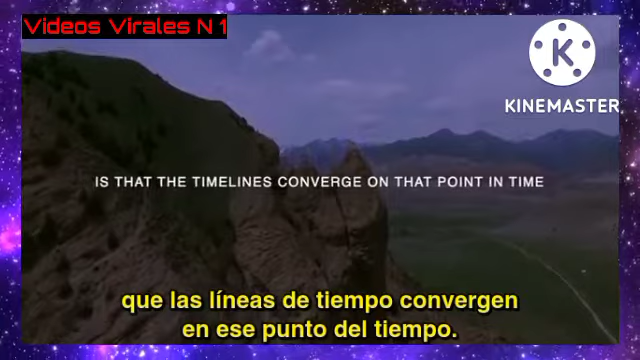 Videos Virales N 1
KINEMASTER
IS THAT THE TIMELINES CONVERGE ON THAT POINT IN TIME
que las líneas de tiempo convergen
en ese punto del tiempo.